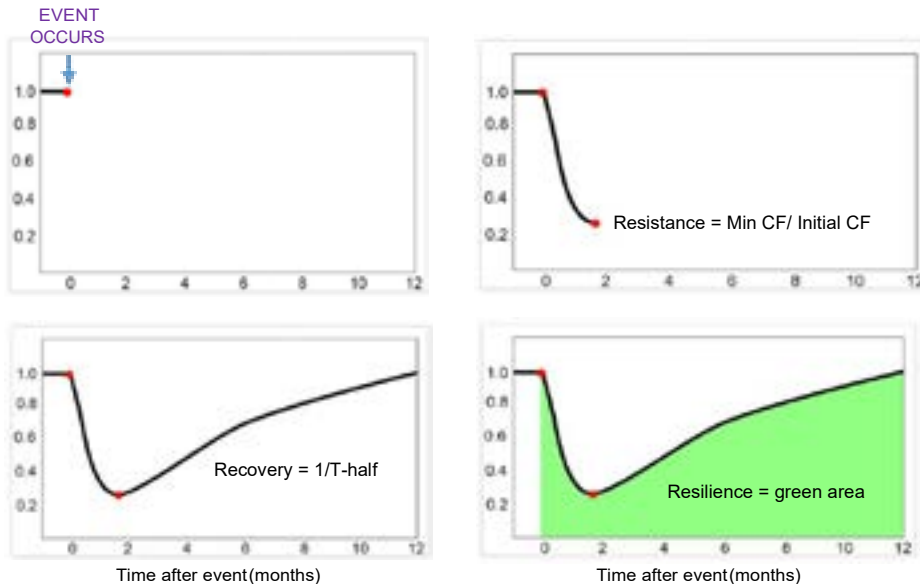 EVENT
OCCURS
1.0
0.8
0.6
0.4
0.2
0 2 4 6 8 10 12
1.0
0.8
0.6
0.4
0.2
0 2 4 6 8 10 12
Resistance = Min CF/ Initial CF
1.0
0.8
0.6
0.4
0.2
0 2 4 6 8 10 12
Recovery = 1/T-half
Time after event(months)
1.0
0.8
0.6
0.4
0.2
0 2 4 6 8 10 12
Resilience = green area
Time after event(months)